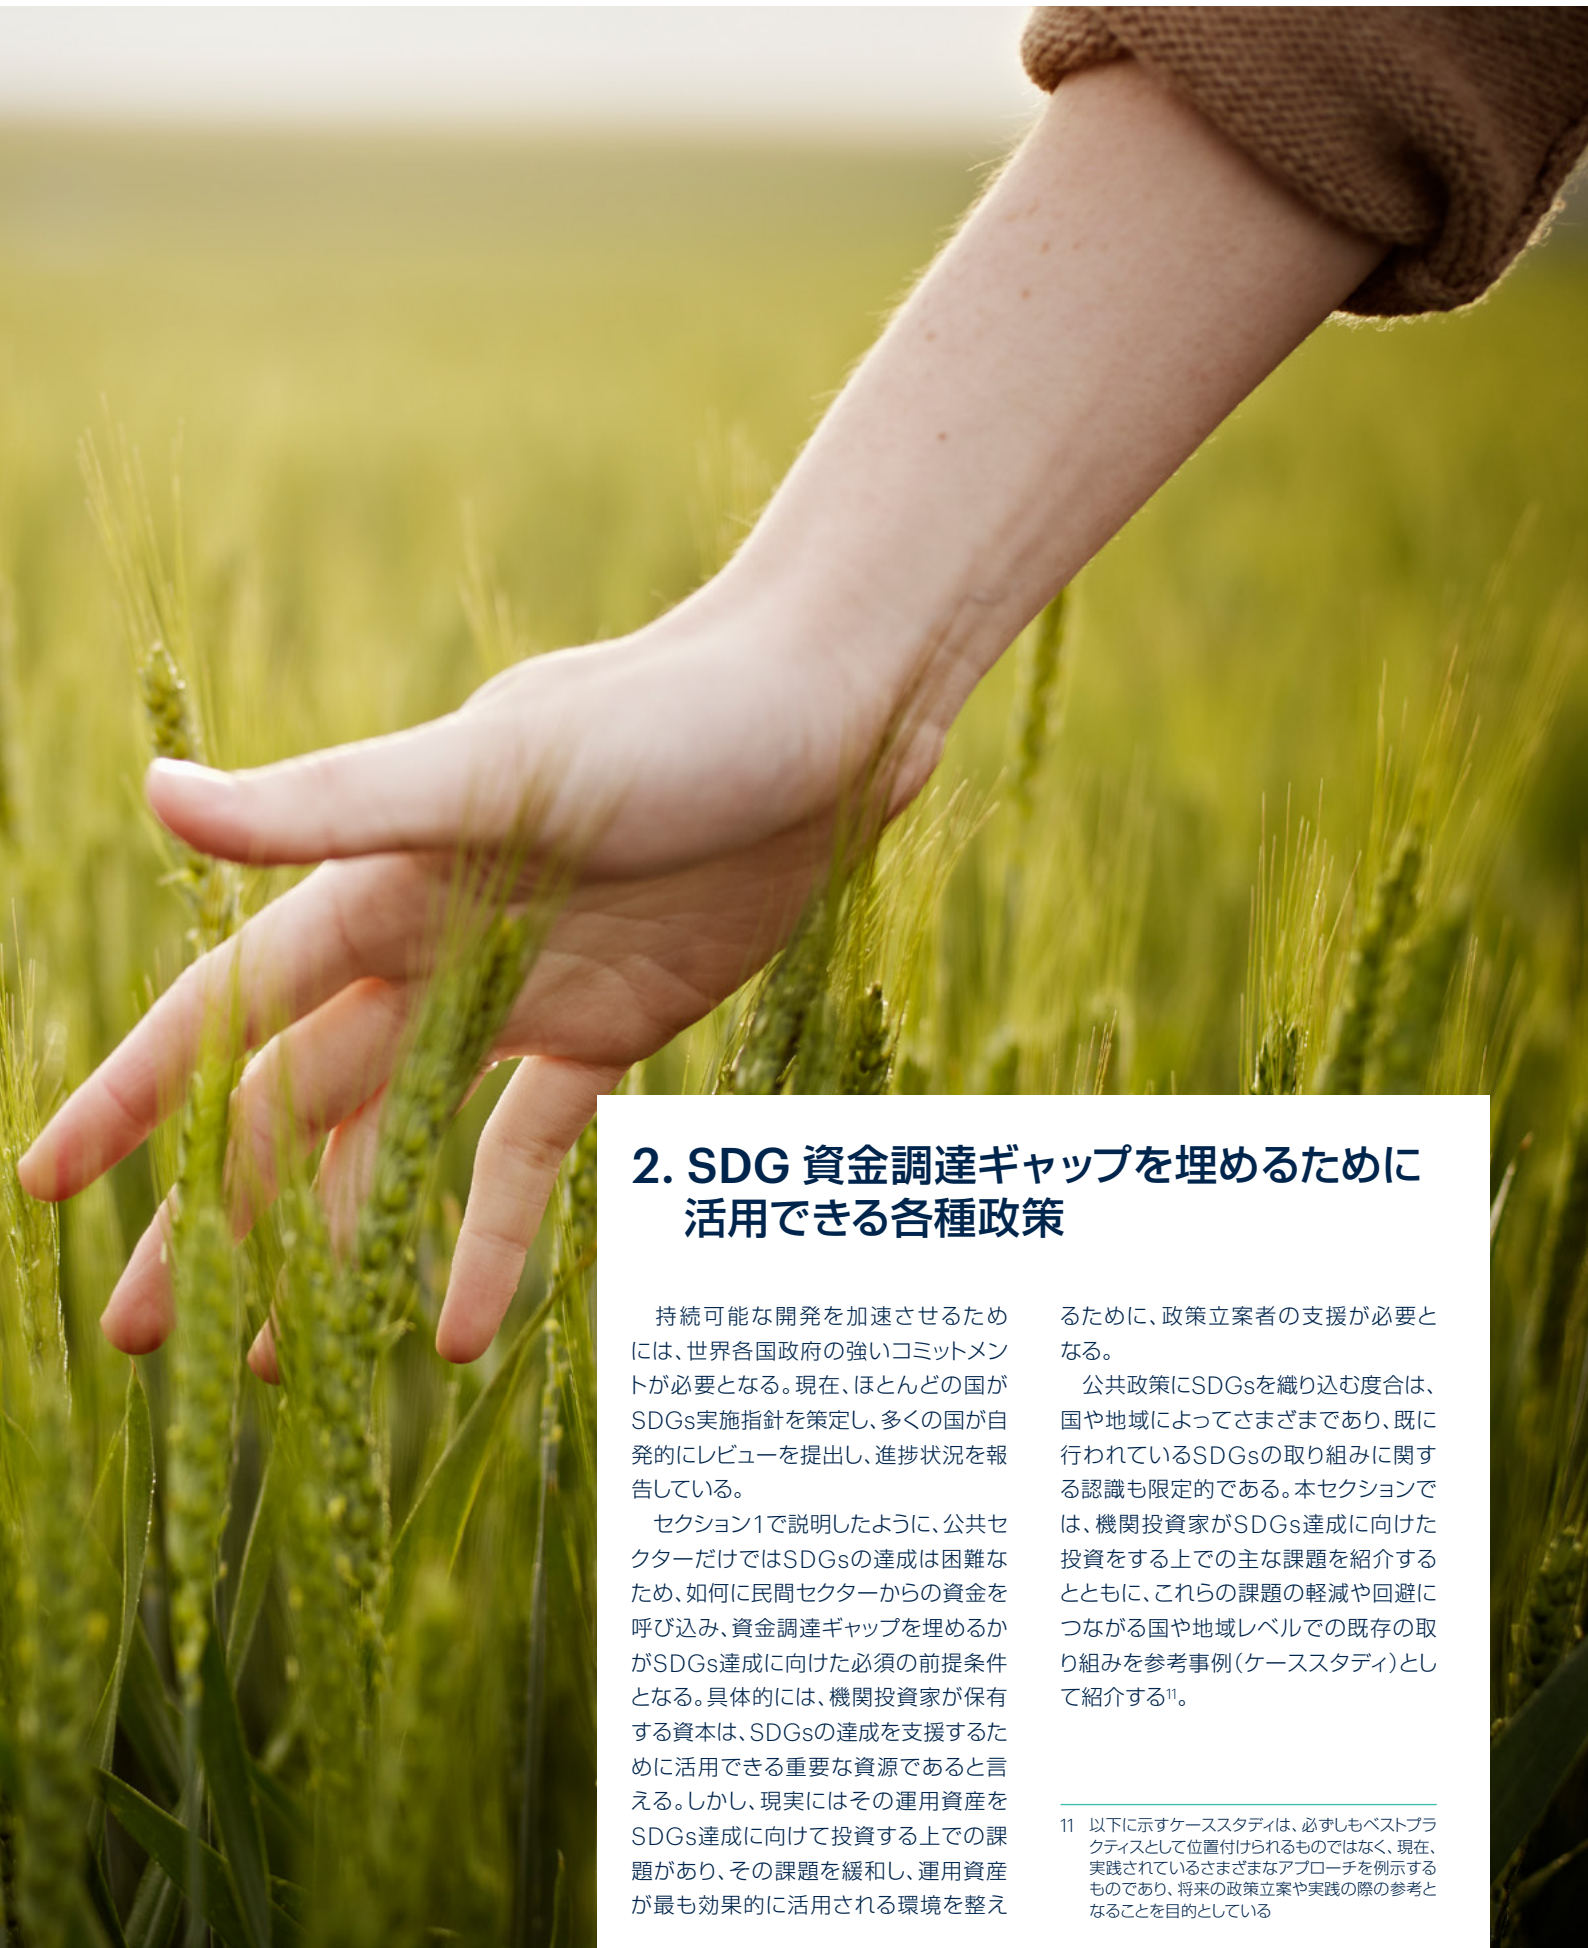 2. SDG 資金調達ギャップを埋めるために
活用できる各種政策
持続可能な開発を加速させるため
には、世界各国政府の強いコミットメン
トが必要となる。現在、ほとんどの国が
SDGs実施指針を策定し、多くの国が自
発的にレビューを提出し、進捗状況を報
告している。
セクション1で説明したように、公共セ
クターだけではSDGsの達成は困難な
ため、如何に民間セクターからの資金を
呼び込み、資金調達ギャップを埋めるか
がSDGs達成に向けた必須の前提条件
となる。具体的には、機関投資家が保有
する資本は、SDGsの達成を支援するた
めに活用できる重要な資源であると言
える。しかし、現実にはその運用資産を
SDGs達成に向けて投資する上での課
題があり、その課題を緩和し、運用資産
が最も効果的に活用される環境を整え
るために、政策立案者の支援が必要と
なる。
公共政策にSDGsを織り込む度合は、
国や地域によってさまざまであり、既に
行われているSDGsの取り組みに関す
る認識も限定的である。本セクションで
は、機関投資家がSDGs達成に向けた
投資をする上での主な課題を紹介する
とともに、これらの課題の軽減や回避に
つながる国や地域レベルでの既存の取
り組みを参考事例（ケーススタディ）とし
て紹介する11。
11 以下に示すケーススタディは、必ずしもベストプラ
クティスとして位置付けられるものではなく、現在、
実践されているさまざまなアプローチを例示する
ものであり、将来の政策立案や実践の際の参考と
なることを目的としている